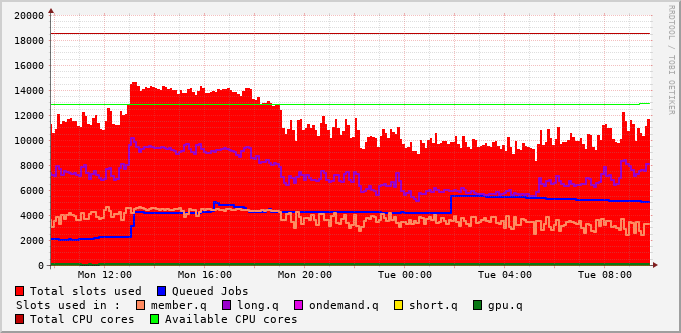 20000
18000
16000
14000
12000
10000
8000
6000
4000
2000
0
Mon 12:00 Mon 16:00 Mon 20:00 Tue 00:00 Tue 04:00 Tue 08:00
Total slots used Queued Jobs
Slots used in : member.q long.q ondemand.q short.q gpu.q
Total CPU cores Available CPU cores
RRDTOOL / TOBI OETIKER